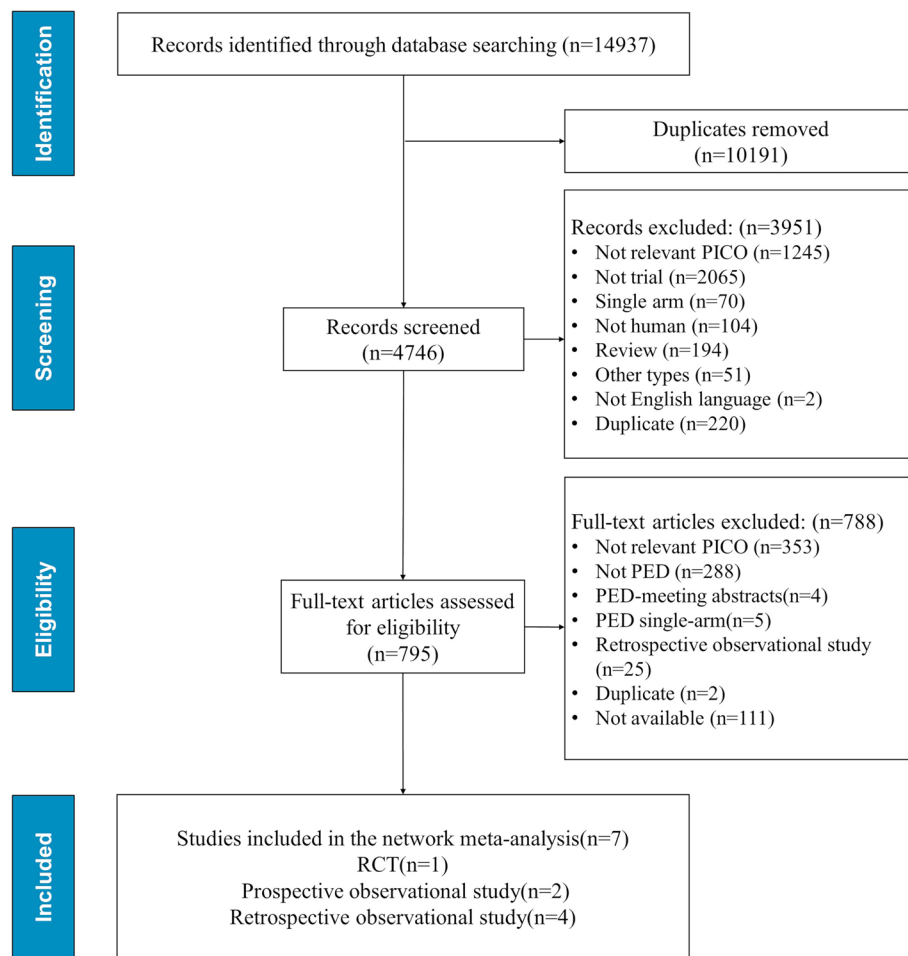 Identification
Records identified through database searching (n=14937)
Duplicates removed
(n=10191)
Screening
Records screened
(n=4746)
Records excluded: (n=3951)
• Not relevant PICO (n=1245)
• Not trial (n=2065)
• Single arm (n=70)
• Not human (n=104)
• Review (n=194)
• Other types (n=51)
• Not English language (n=2)
• Duplicate (n=220)
Eligibility
Full-text articles assessed
for eligibility
(n=795)
Full-text articles excluded: (n=788)
• Not relevant PICO (n=353)
• Not PED (n=288)
• PED-meeting abstracts(n=4)
• PED single-arm(n=5)
• Retrospective observational study
(n=25)
• Duplicate (n=2)
• Not available (n=111)
Included
Studies included in the network meta-analysis(n=7)
RCT(n=1)
Prospective observational study(n=2)
Retrospective observational study(n=4)